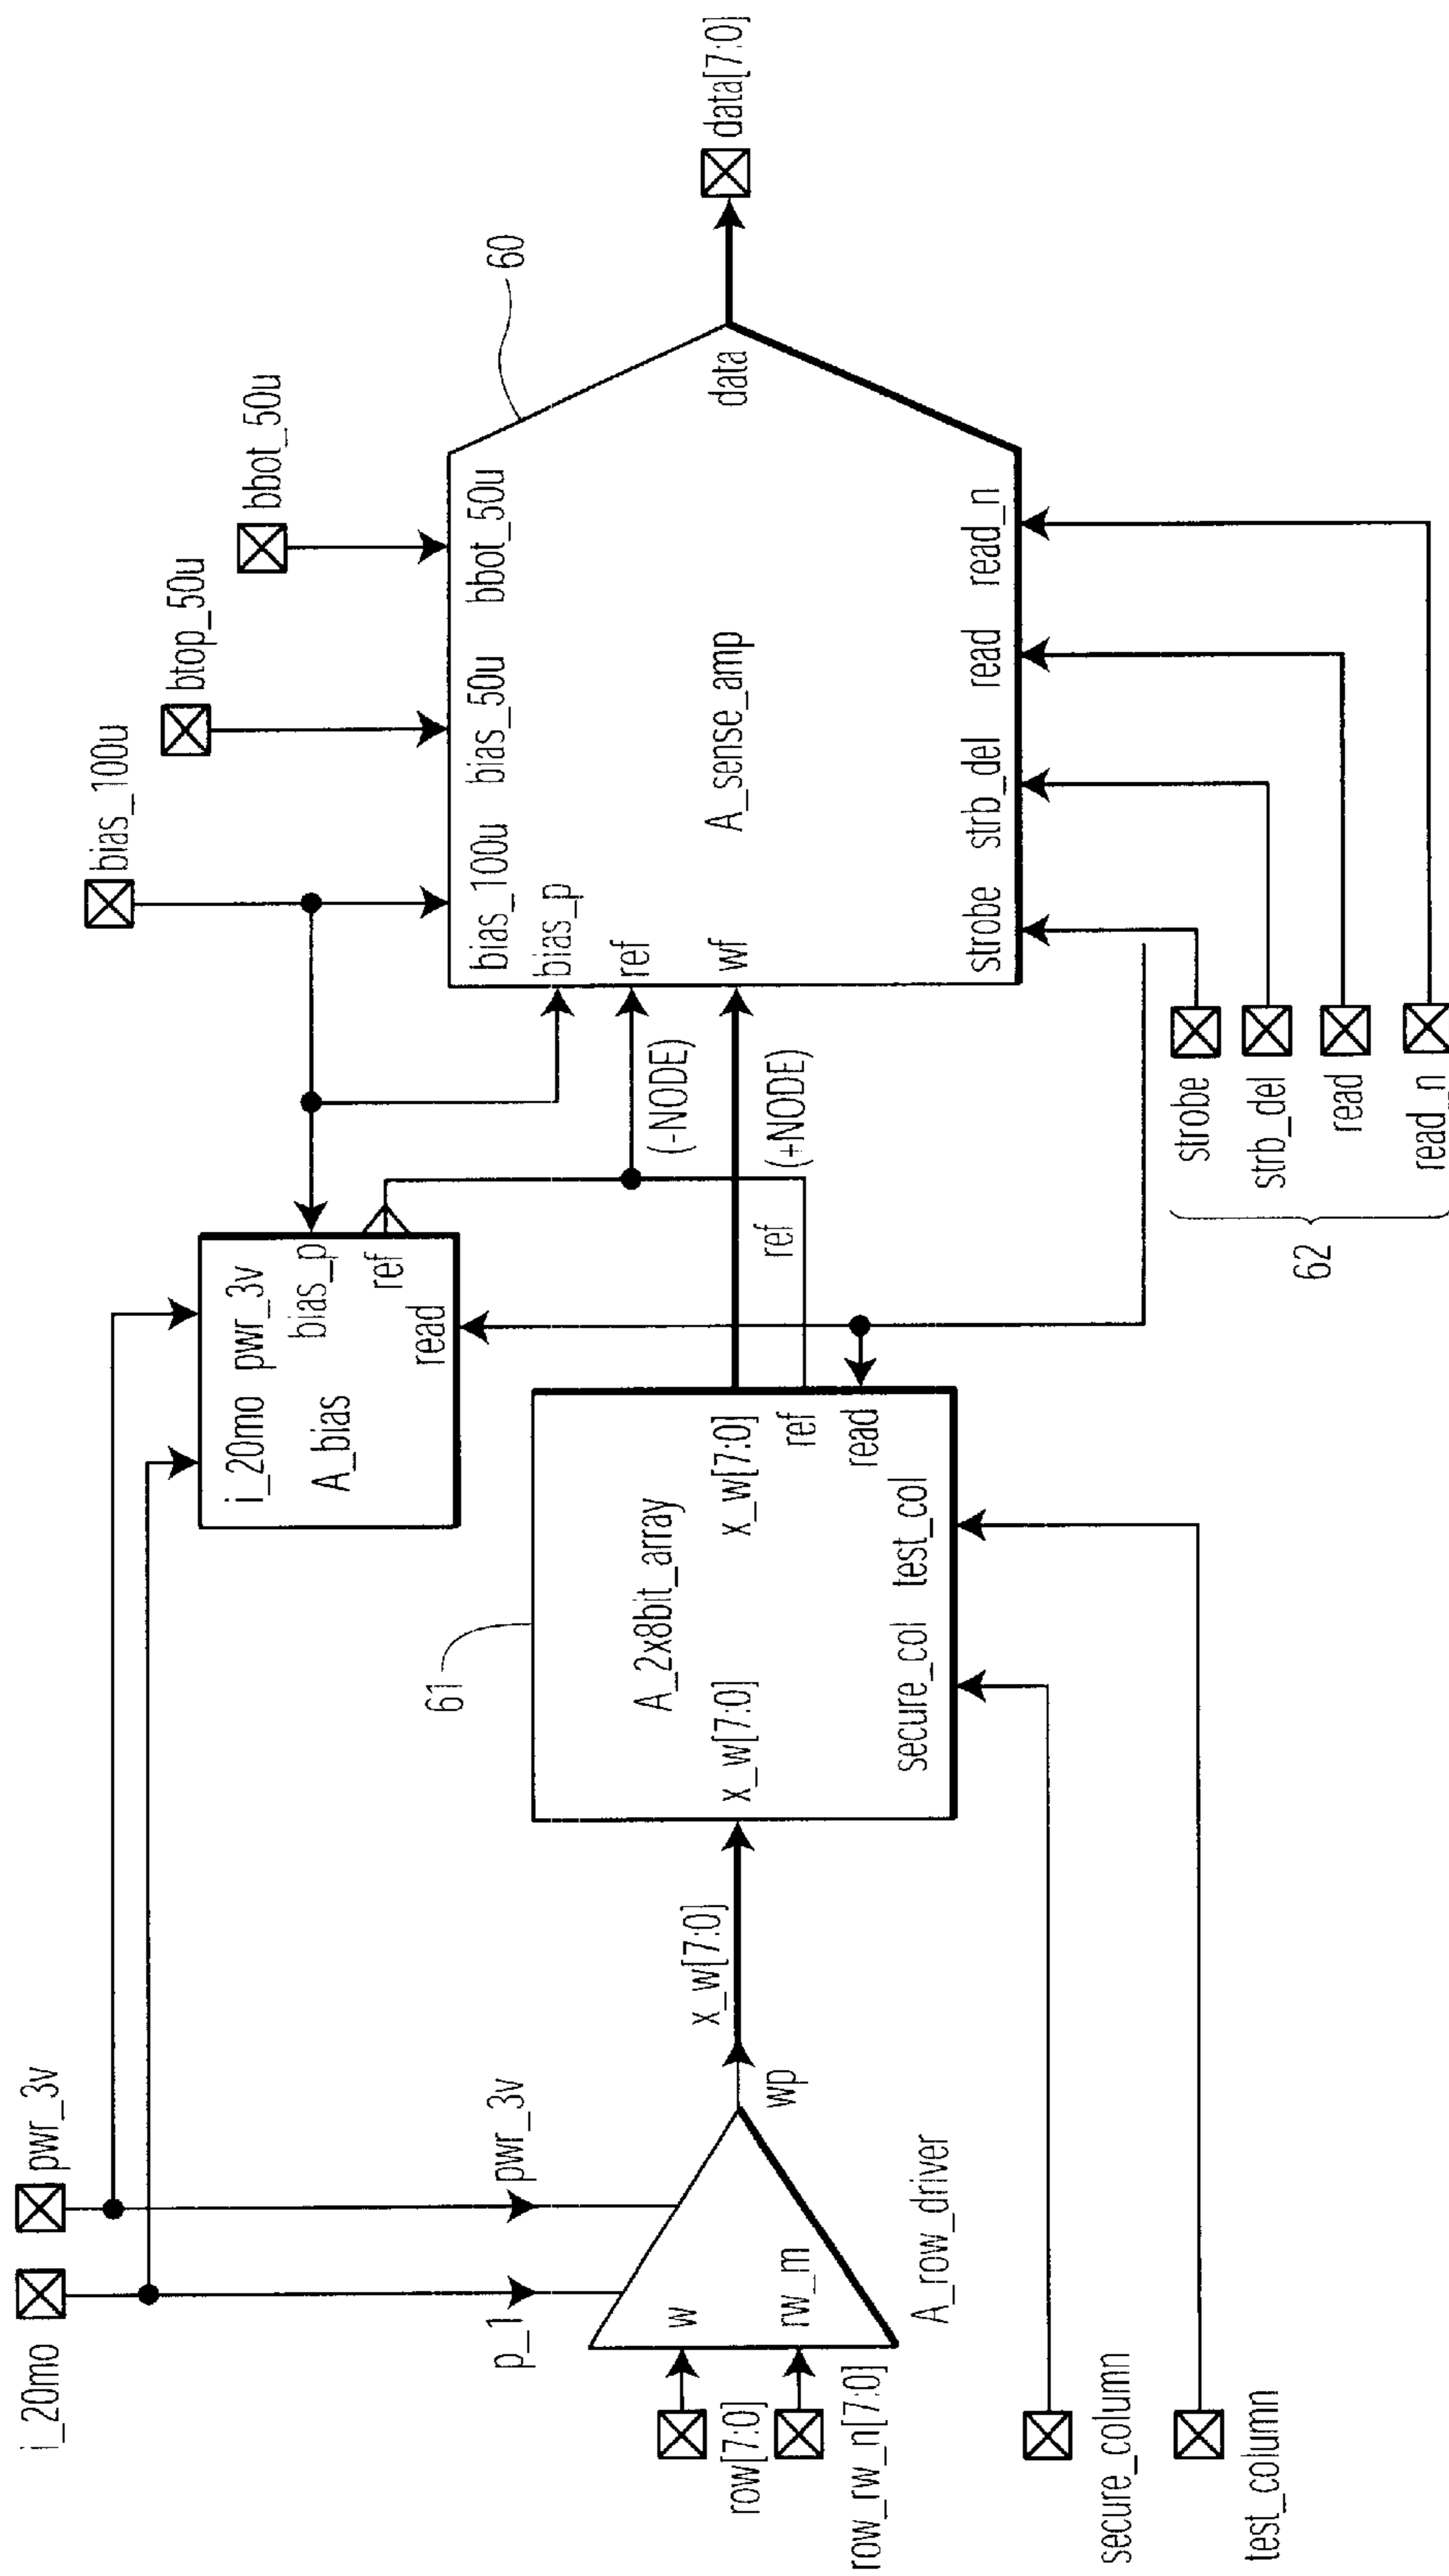 i_20mo
pwr_3v
p_1
pwr_3v
w
rw_m
wp
A_row_driver
row[7:0]
row_rw_n[7:0]
secure_column
test_column
x_w[7:0]
61
A_2x8bit_array
x_w[7:0]
x_w[7:0]
ref
read
secure_col
test_col
i_20mo pwr_3v
A_bias
bias_p
ref
read
ref
(-NODE)
(+NODE)
bias_100u
btop_50u
bbot_50u
60
bias_100u
bias_50u
bbot_50u
bias_p
ref
wf
A_sense_amp
data
data[7:0]
strobe
strb_del
read
read_n
strobe
strb_del
read
read_n
62